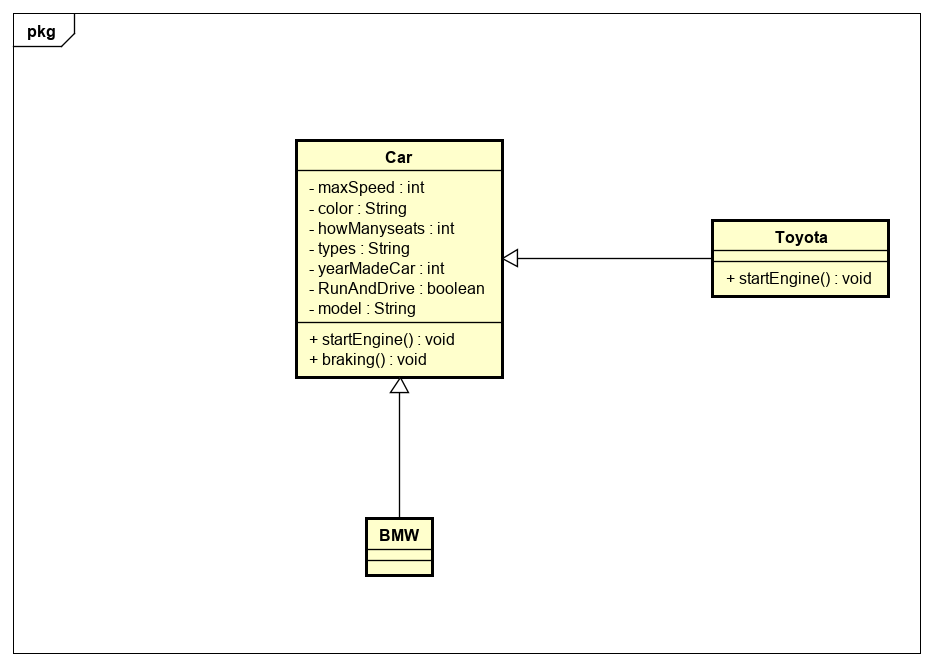 pkg
Car
- maxSpeed : int
- color : String
- howManyseats : int
- types : String
- yearMadeCar : int
- RunAndDrive : boolean
- model : String
+ startEngine() : void
+ braking() : void
Toyota
+ startEngine() : void
BMW